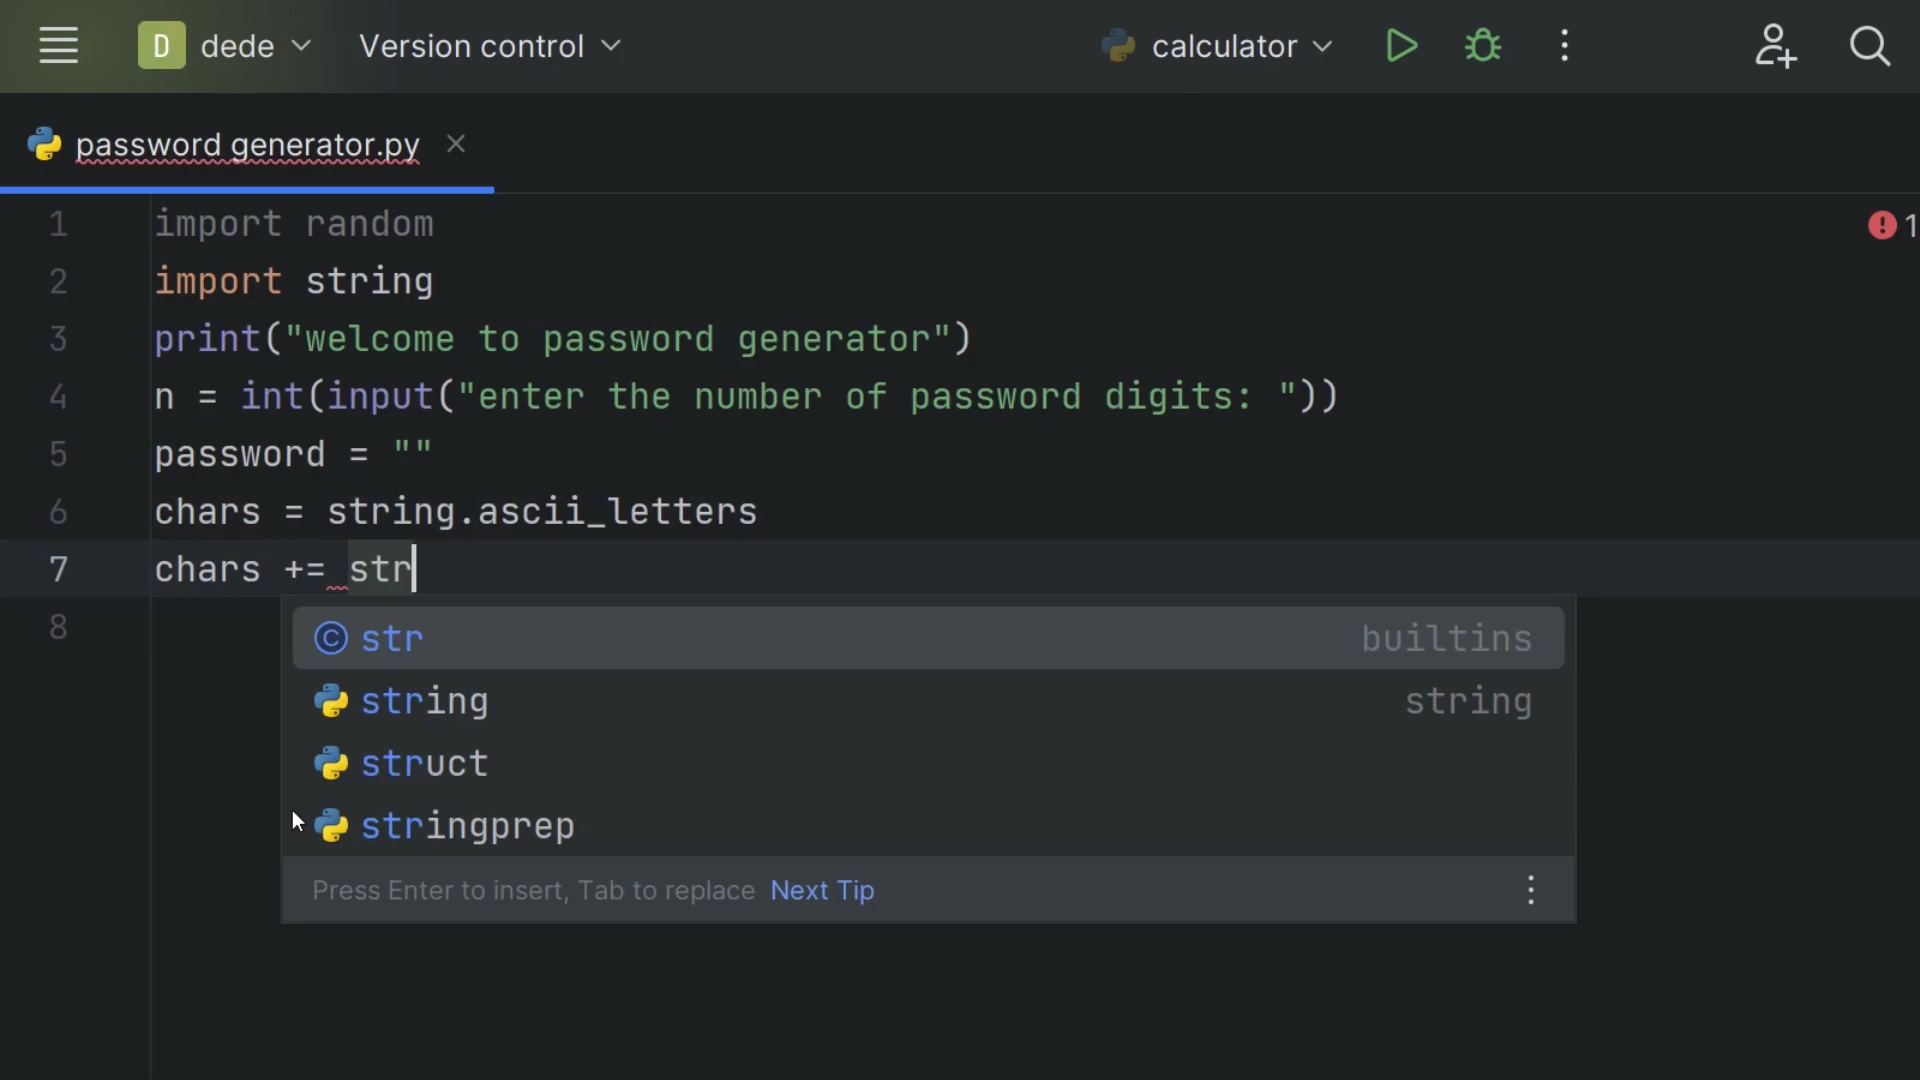 D dede Version control calculator
password generator.py
1 import random
1
2 import string
3 print("welcome to password generator")
4 n = int(input("enter the number of password digits: "))
5 password = ""
6 chars = string.ascii_letters
7 chars += str
8
str builtins
string string
struct
stringprep
Press Enter to insert, Tab to replace Next Tip